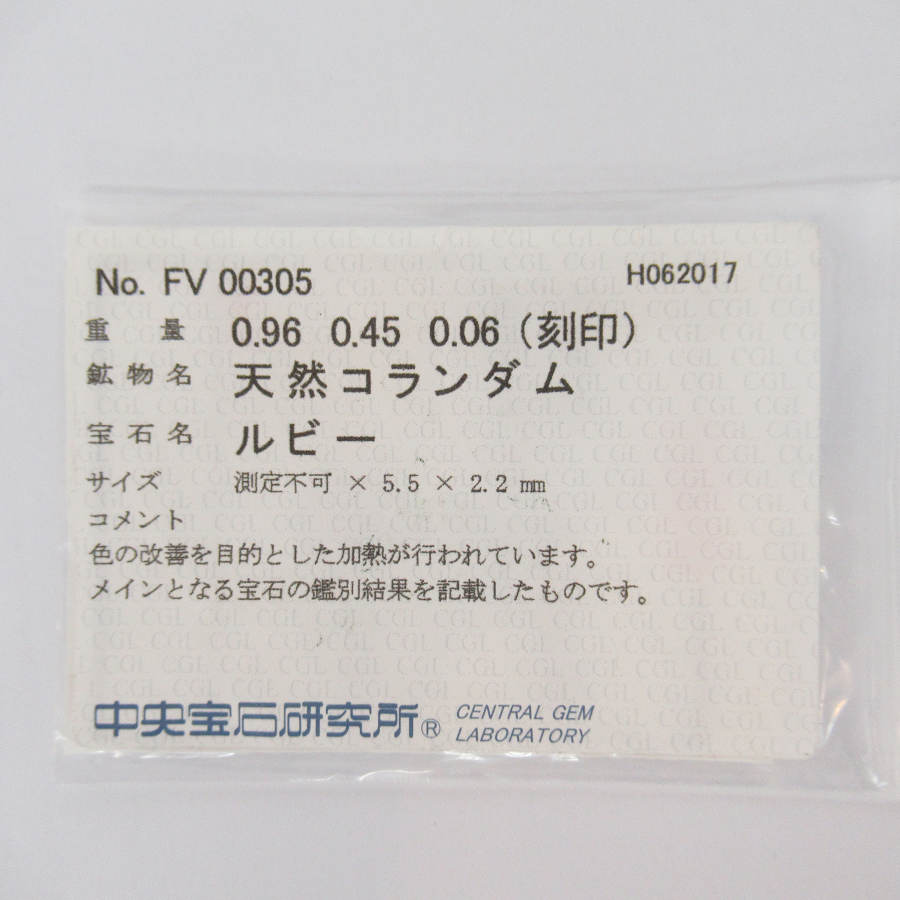 No. FV 00305 H062017
重量 0.96 0.45 0.06 (刻印)
鉱物名 天然コランダム
宝石名 ルビー
サイズ 測定不可 × 5.5 × 2.2 mm
コメント
色の改善を目的とした加熱が行われています。
メインとなる宝石の鑑別結果を記載したものです。
中央宝石研究所® CENTRAL GEM
LABORATORY